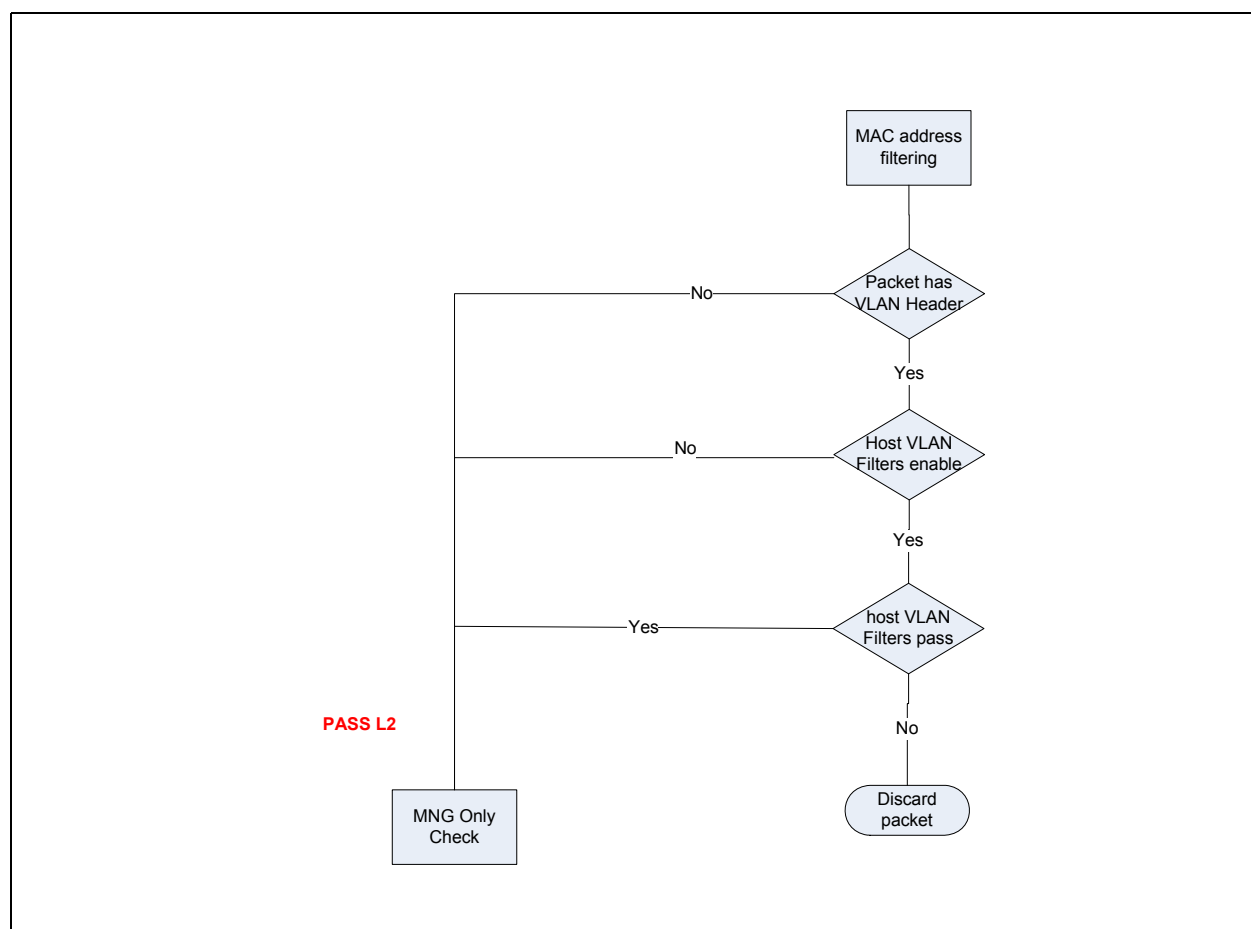 MAC address
filtering
Packet has
VLAN Header
No
Yes
Host VLAN
Filters enable
No
Yes
host VLAN
Filters pass
Yes
PASS L2
No
MNG Only
Check
Discard
packet